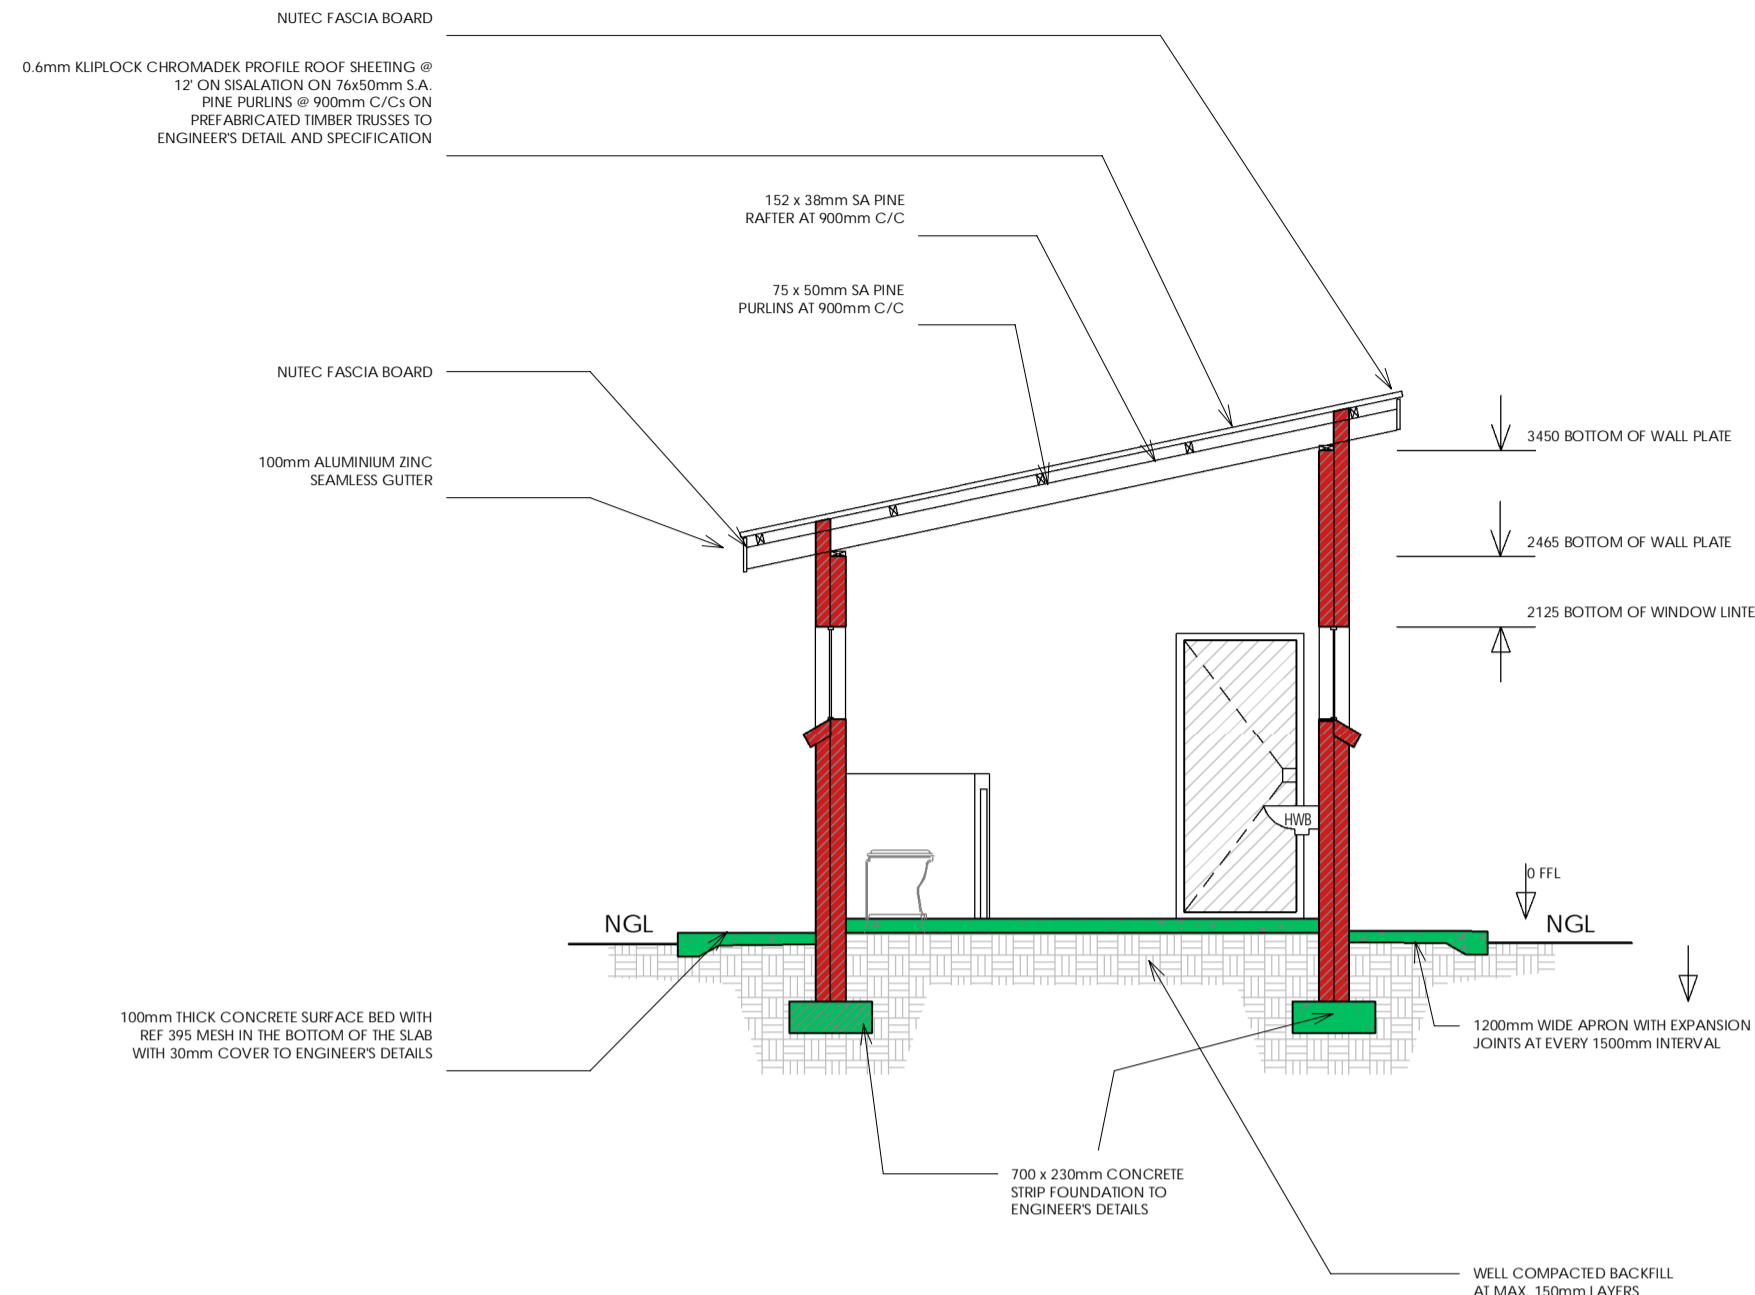 NUTEC FASCIA BOARD
0.6mm KLIPLOCK CHROMADEK PROFILE ROOF SHEETING @
12' ON SISALATION ON 76x50mm S.A.
PINE PURLINS @ 900mm C/Cs ON
PREFABRICATED TIMBER TRUSSES TO
ENGINEER'S DETAIL AND SPECIFICATION
152 x 38mm SA PINE
RAFTER AT 900mm C/C
75 x 50mm SA PINE
PURLINS AT 900mm C/C
NUTEC FASCIA BOARD
100mm ALUMINIUM ZINC
SEAMLESS GUTTER
3450 BOTTOM OF WALL PLATE
2465 BOTTOM OF WALL PLATE
2125 BOTTOM OF WINDOW LINTE
HWB
0 FFL
NGL
NGL
100mm THICK CONCRETE SURFACE BED WITH
REF 395 MESH IN THE BOTTOM OF THE SLAB
WITH 30mm COVER TO ENGINEER'S DETAILS
1200mm WIDE APRON WITH EXPANSION
JOINTS AT EVERY 1500mm INTERVAL
700 x 230mm CONCRETE
STRIP FOUNDATION TO
ENGINEER'S DETAILS
WELL COMPACTED BACKFILL
AT MAX. 150mm LAYERS